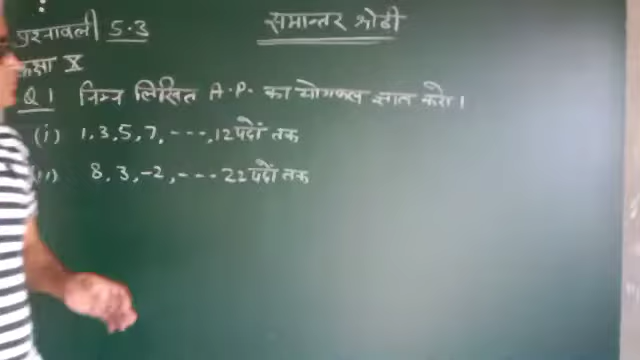 समान्तर श्रेढी
प्रश्नावली 5.3
कक्षा X
Q1 निम्न लिखित A.P. का योगफल ज्ञात करो।
(i) 1, 3, 5, 7, ----, 12 पदों तक
(ii) 8, 3, -2, ---- 22 पदों तक